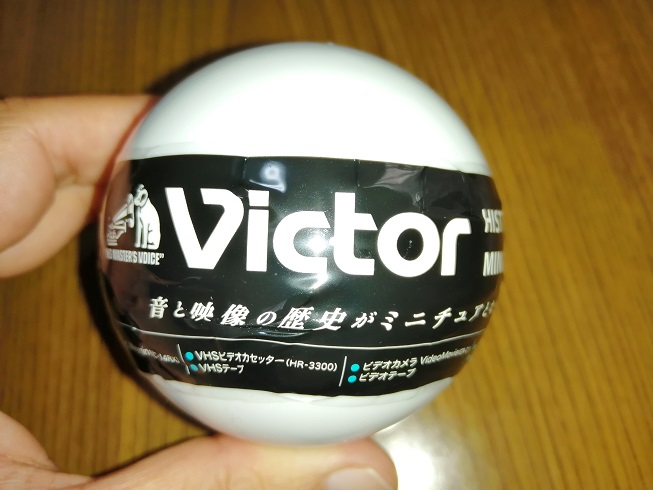 Victor
HIS
MIN
MASTER'S VOICE"
音と映像の歴史がミニチュアと
●VHSビデオカセッター(HR-3300)
●VHSテープ
●ビデオカメラ VideoMovie
●ビデオテープ